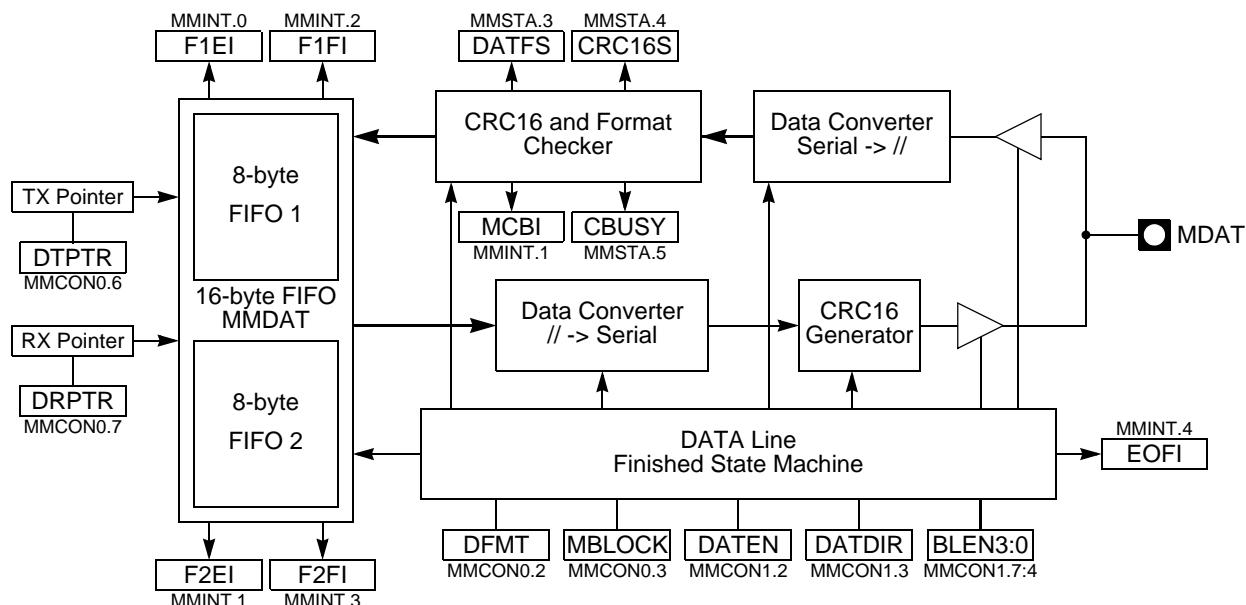 MMINT.0
F1EI
MMINT.2
F1FI
MMSTA.3
DATFS
MMSTA.4
CRC16S
8-byte
FIFO 1
CRC16 and Format
Checker
Data Converter
Serial -> //
TX Pointer
DTPTR
MMCON0.6
MCBI
MMINT.1
CBUSY
MMSTA.5
MDAT
16-byte FIFO
MMDAT
Data Converter
// -> Serial
CRC16
Generator
RX Pointer
DRPTR
MMCON0.7
8-byte
FIFO 2
DATA Line
Finished State Machine
MMINT.4
EOFI
F2EI
MMINT.1
F2FI
MMINT.3
DFMT
MMCON0.2
MBLOCK
MMCON0.3
DATEN
MMCON1.2
DATDIR
MMCON1.3
BLEN3:0
MMCON1.7:4